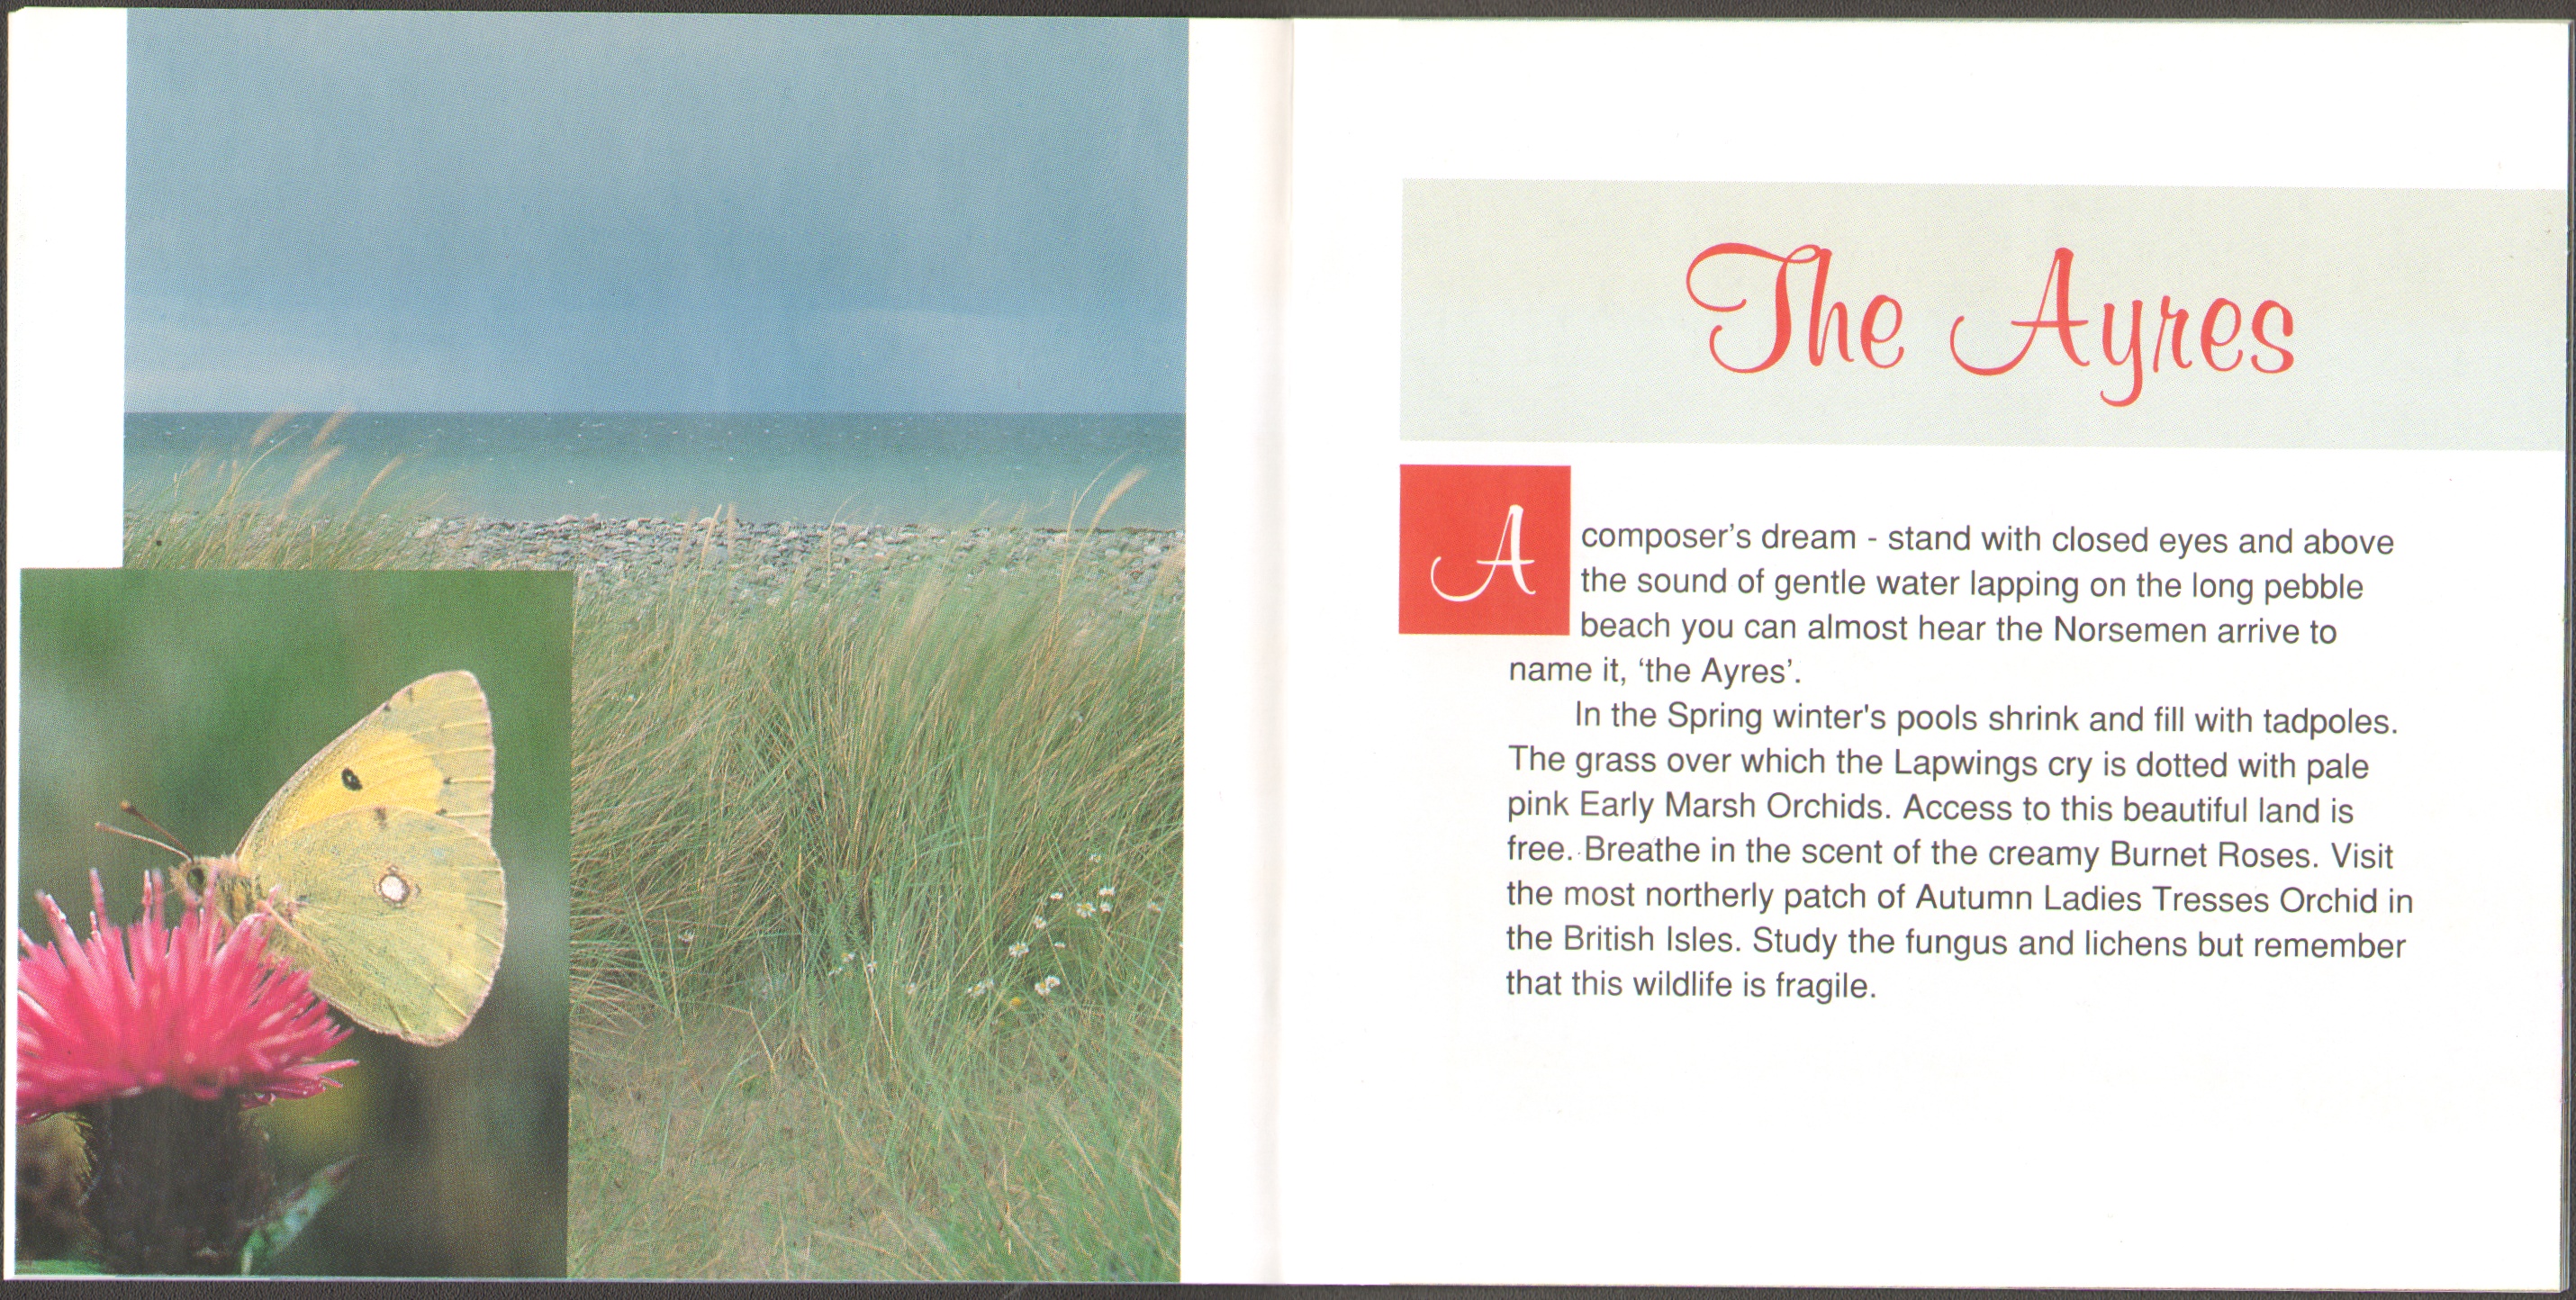 The Ayres
A composer's dream - stand with closed eyes and above
the sound of gentle water lapping on the long pebble
beach you can almost hear the Norsemen arrive to
name it, ‘the Ayres’.
In the Spring winter's pools shrink and fill with tadpoles.
The grass over which the Lapwings cry is dotted with pale
pink Early Marsh Orchids. Access to this beautiful land is
free. Breathe in the scent of the creamy Burnet Roses. Visit
the most northerly patch of Autumn Ladies Tresses Orchid in
the British Isles. Study the fungus and lichens but remember
that this wildlife is fragile.